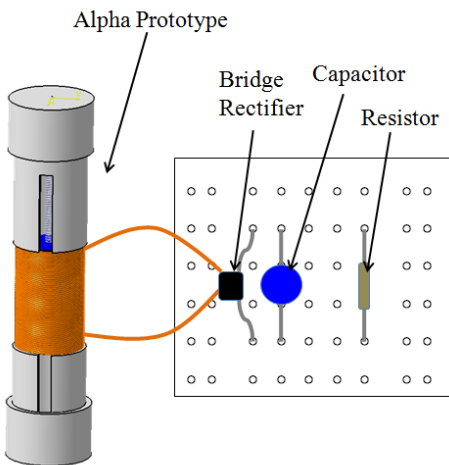 Alpha Prototype
Bridge
Rectifier
Capacitor
Resistor